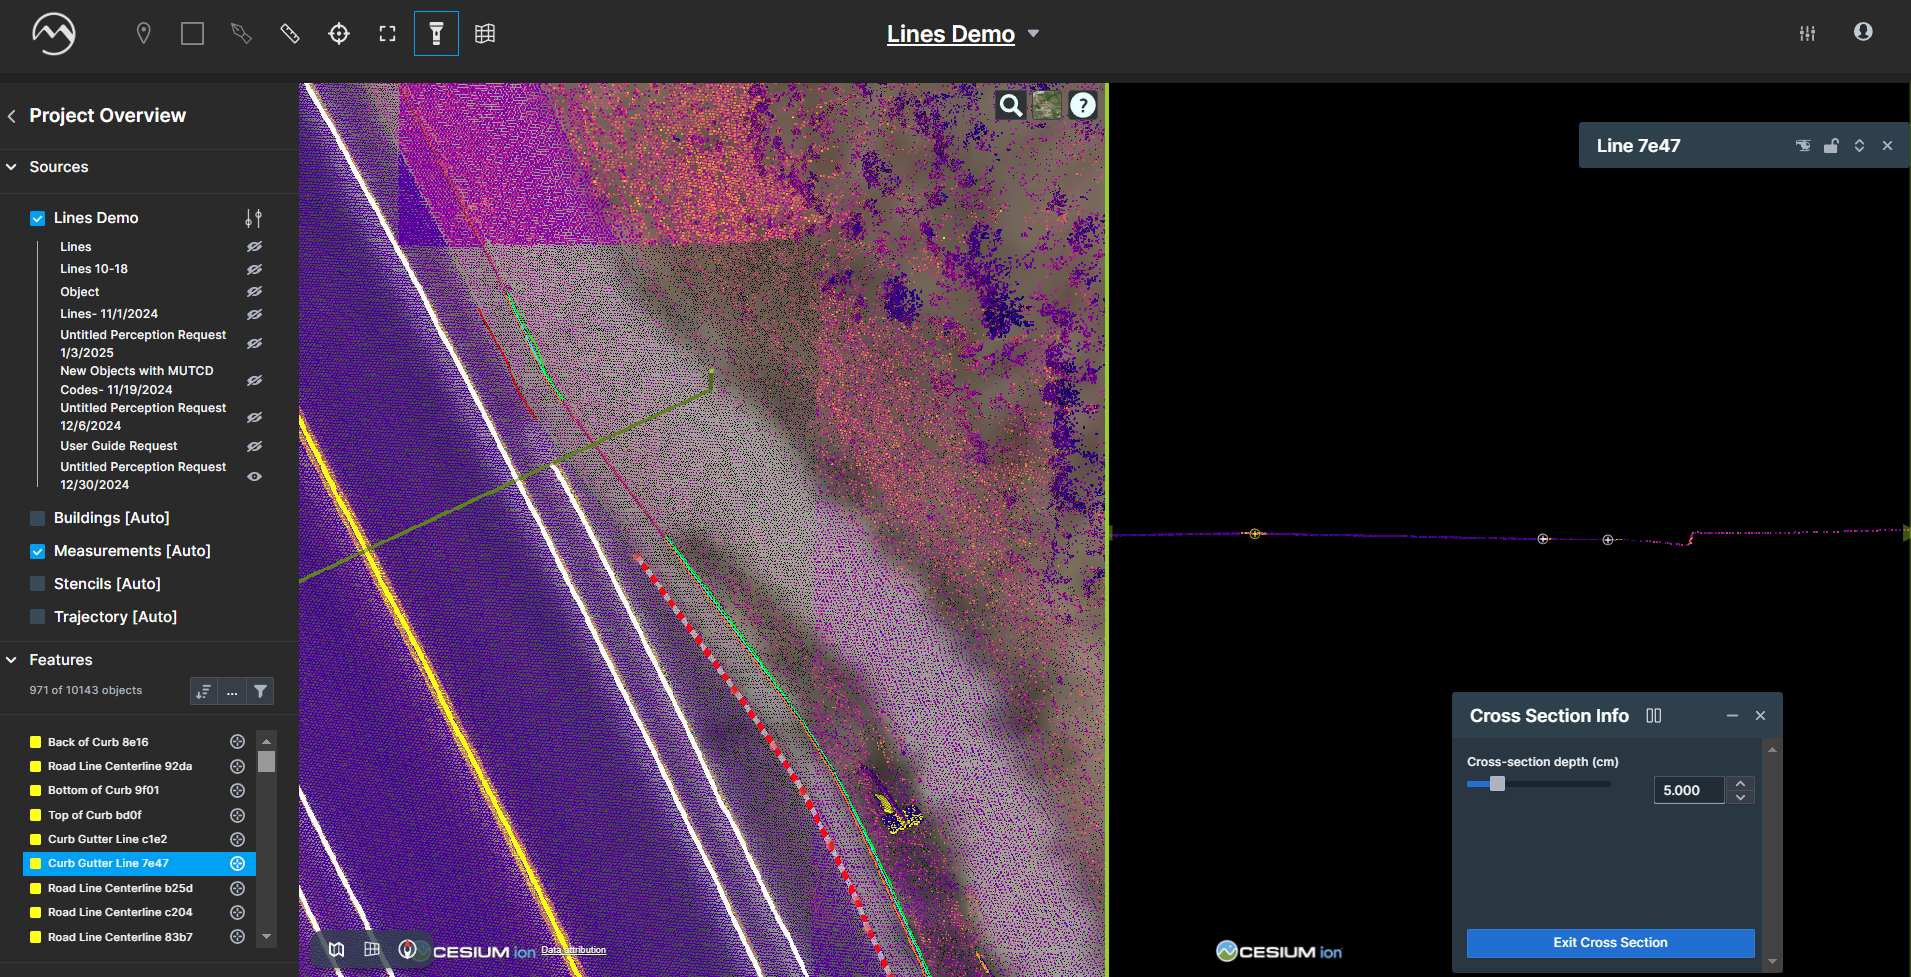 Lines Demo
Project Overview
Sources
Lines Demo
Lines
Lines 10-18
Object
Lines- 11/1/2024
Untitled Perception Request
1/3/2025
New Objects with MUTCD
Codes- 11/19/2024
Untitled Perception Request
12/6/2024
User Guide Request
Untitled Perception Request
12/30/2024
Buildings [Auto]
Measurements [Auto]
Stencils [Auto]
Trajectory [Auto]
Features
971 of 10143 objects
...
Back of Curb 8e16
Road Line Centerline 92da
Bottom of Curb 9f01
Top of Curb bd0f
Curb Gutter Line c1e2
Curb Gutter Line 7e47
Road Line Centerline b25d
Road Line Centerline c204
Road Line Centerline 83b7
?
CESIUM ion Data attribution
Line 7e47
Cross Section Info
Cross-section depth (cm)
5.000
Exit Cross Section
CESIUM ion